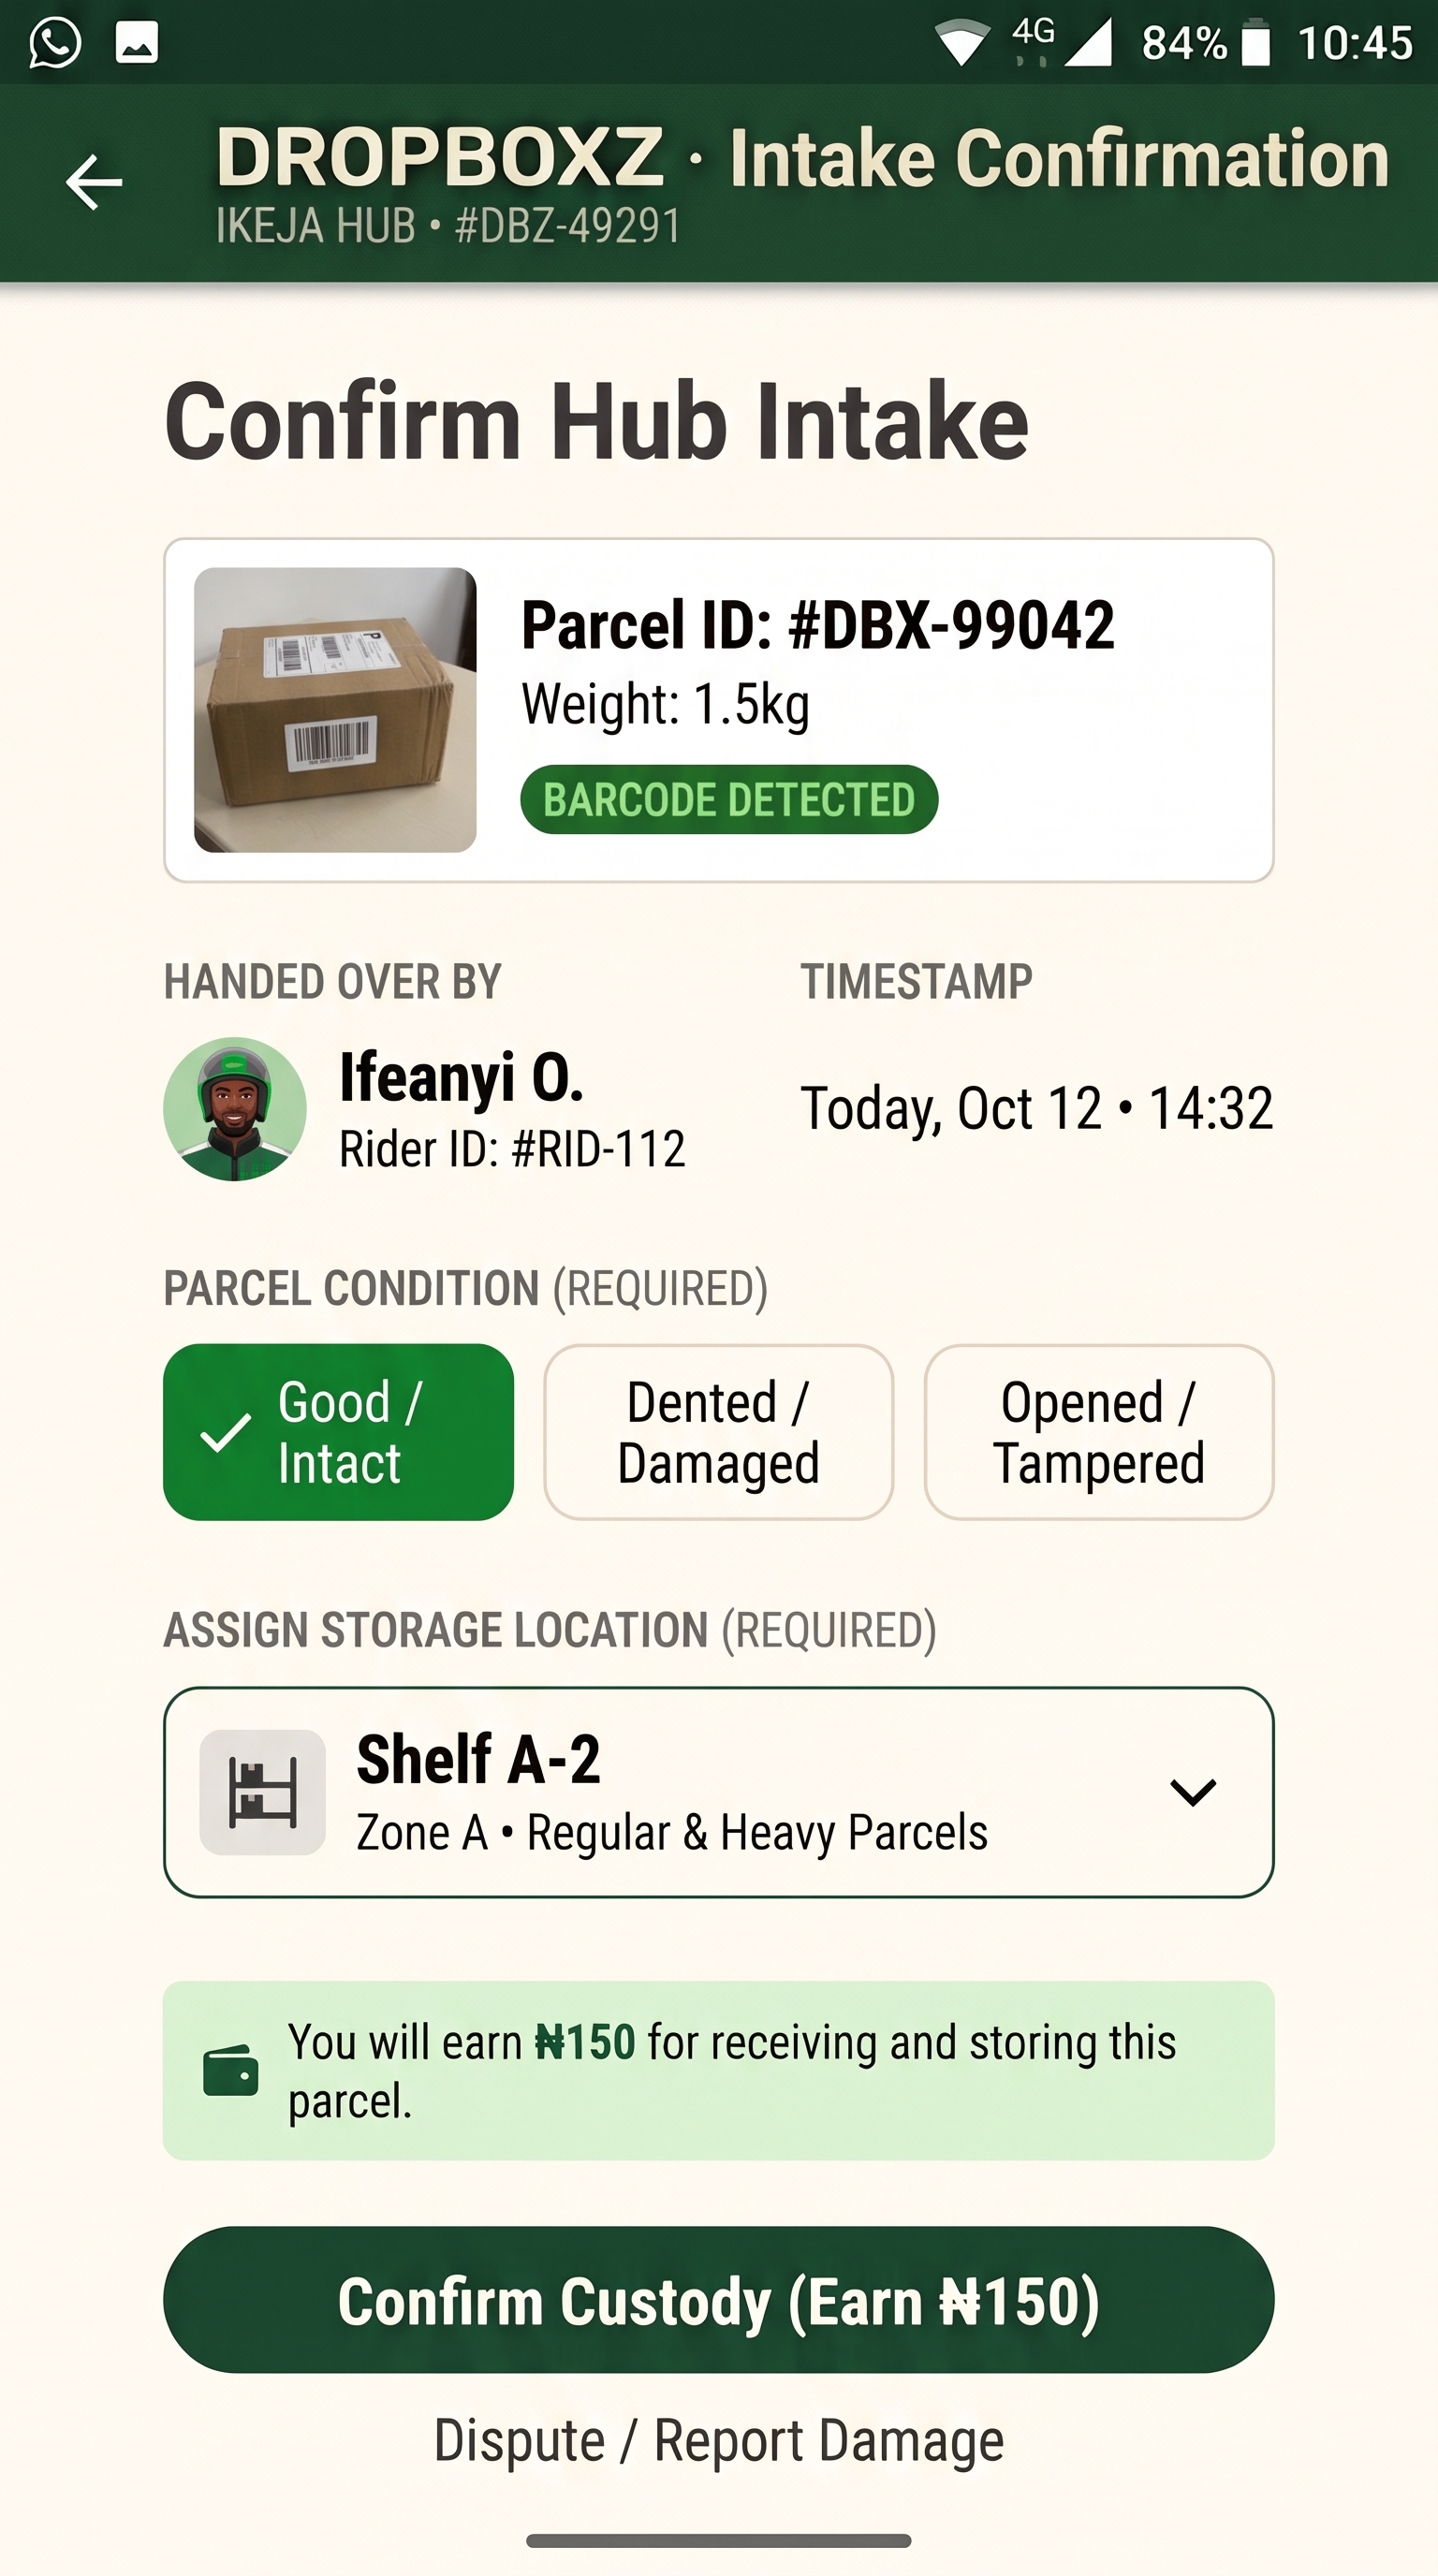 4G 84% 10:45
DROPBOXZ · Intake Confirmation
IKEJA HUB • #DBZ-49291
Confirm Hub Intake
Parcel ID: #DBX-99042
Weight: 1.5kg
BARCODE DETECTED
HANDED OVER BY
Ifeanyi O.
Rider ID: #RID-112
TIMESTAMP
Today, Oct 12 • 14:32
PARCEL CONDITION (REQUIRED)
Good /
Intact
Dented /
Damaged
Opened /
Tampered
ASSIGN STORAGE LOCATION (REQUIRED)
Shelf A-2
Zone A • Regular & Heavy Parcels
You will earn ₦150 for receiving and storing this
parcel.
Confirm Custody (Earn ₦150)
Dispute / Report Damage